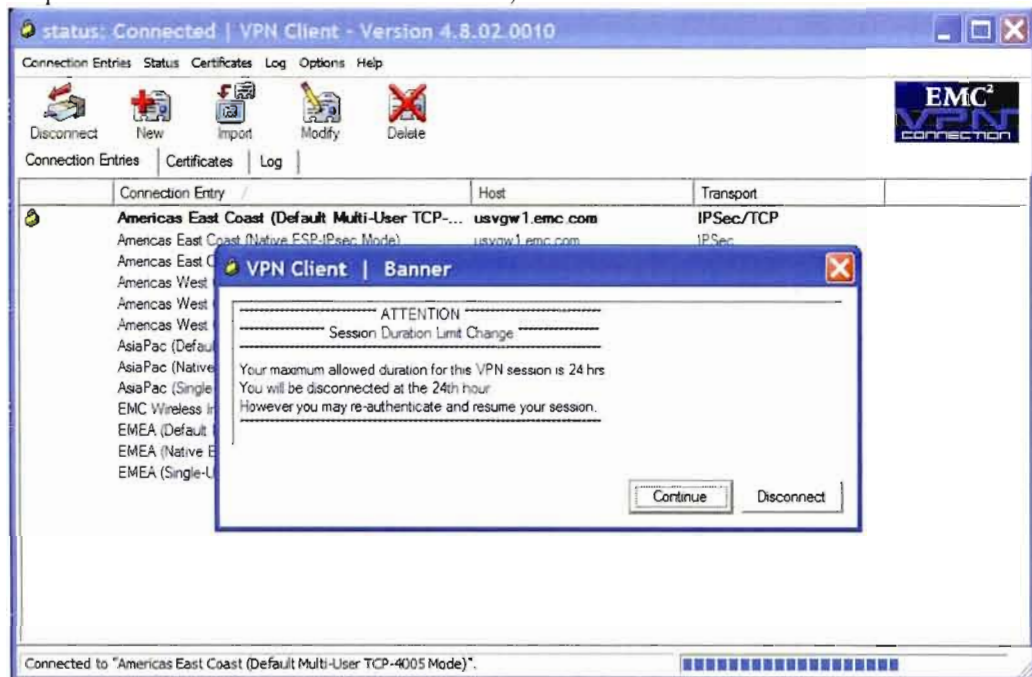 status: Connected | VPN Client - Version 4.8.02.0010
Connection Entries Status Certificates Log Options Help
Disconnect New Import Modify Delete
EMC²
VPN
CONNECTION
Connection Entries Certificates Log
Connection Entry / Host Transport
Americas East Coast (Default Multi-User TCP-... usvgw1.emc.com IPSec/TCP
Americas East Coast (Native ESP-IPsec Mode) usvgw1.emc.com IPSec
Americas East C
Americas West
Americas West
Americas West
AsiaPac (Defaul
AsiaPac (Native
AsiaPac (Single
EMC Wireless In
EMEA (Default
EMEA (Native E
EMEA (Single-U
VPN Client | Banner
ATTENTION
Session Duration Limit Change
Your maximum allowed duration for this VPN session is 24 hrs
You will be disconnected at the 24th hour
However you may re-authenticate and resume your session.
Continue Disconnect
Connected to "Americas East Coast (Default Multi-User TCP-4005 Mode)".